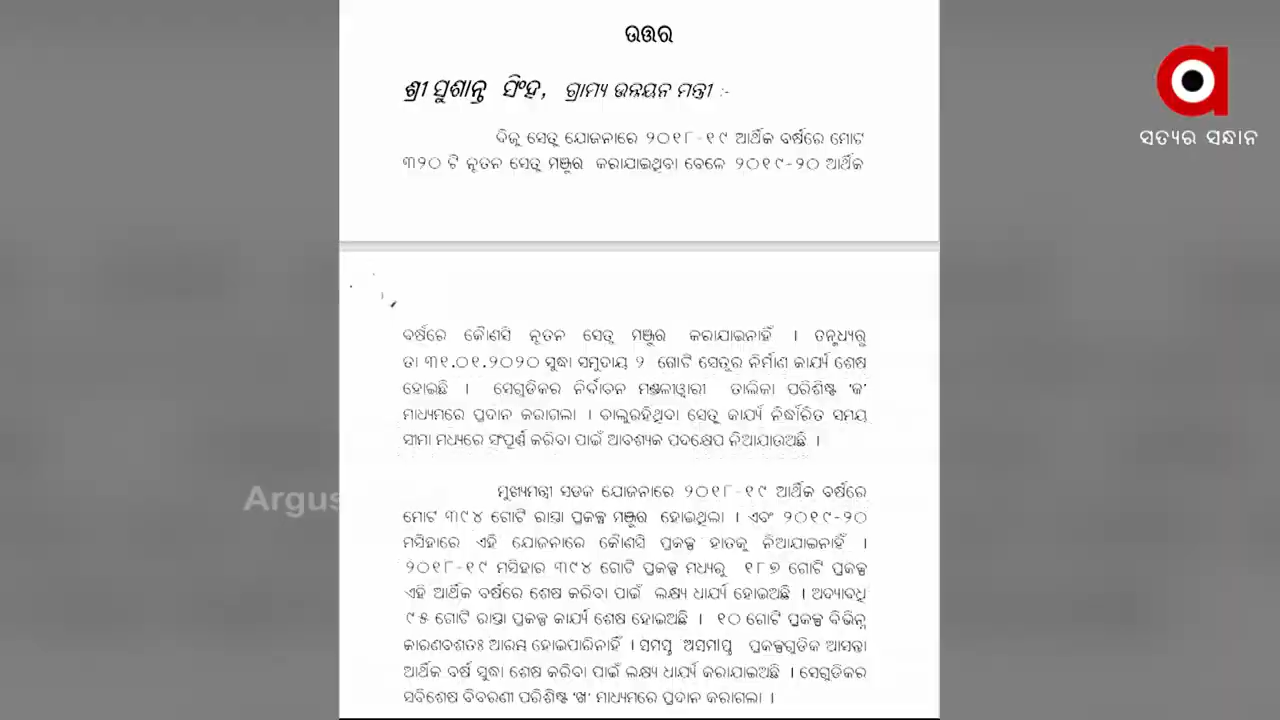 ଉତ୍ତର
ଶ୍ରୀ ସୁଶାନ୍ତ ସିଂହ, ଗ୍ରାମ୍ୟ ଉନ୍ନୟନ ମନ୍ତ୍ରୀ :-
ବିଜୁ ସେତୁ ଯୋଜନାରେ ୨୦୧୮-୧୯ ଆର୍ଥିକ ବର୍ଷରେ ମୋଟ
୩୨୦ ଟି ନୂତନ ସେତୁ ମଞ୍ଜୁର କରାଯାଇଥିବା ବେଳେ ୨୦୧୯-୨୦ ଆର୍ଥିକ
ସତ୍ୟର ସନ୍ଧାନ
ବର୍ଷରେ କୌଣସି ନୂତନ ସେତୁ ମଞ୍ଜୁର କରାଯାଇନାହିଁ । ତନ୍ମଧ୍ୟରୁ
ତା ୩୧.୦୧.୨୦୨୦ ସୁଦ୍ଧା ସମୁଦାୟ ୨ ଗୋଟି ସେତୁର ନିର୍ମାଣ କାର୍ଯ୍ୟ ଶେଷ
ହୋଇଛି । ସେଗୁଡିକର ନିର୍ବାଚନ ମଣ୍ଡଳୀୱାରୀ ତାଲିକା ପରିଶିଷ୍ଟ 'କ'
ମାଧ୍ୟମରେ ପ୍ରଦାନ କରାଗଲା । ଚାଲୁରହିଥିବା ସେତୁ କାର୍ଯ୍ୟ ନିର୍ଦ୍ଧାରିତ ସମୟ
ସୀମା ମଧ୍ୟରେ ସଂପୂର୍ଣ୍ଣ କରିବା ପାଇଁ ଆବଶ୍ୟକ ପଦକ୍ଷେପ ନିଆଯାଉଅଛି ।
ମୁଖ୍ୟମନ୍ତ୍ରୀ ସଡକ ଯୋଜନାରେ ୨୦୧୮-୧୯ ଆର୍ଥିକ ବର୍ଷରେ
ମୋଟ ୩୯୪ ଗୋଟି ରାସ୍ତା ପ୍ରକଳ୍ପ ମଞ୍ଜୁର ହୋଇଥିଲା । ଏବଂ ୨୦୧୯-୨୦
ମସିହାରେ ଏହି ଯୋଜନାରେ କୌଣସି ପ୍ରକଳ୍ପ ହାତକୁ ନିଆଯାଇନାହିଁ ।
୨୦୧୮-୧୯ ମସିହାର ୩୯୪ ଗୋଟି ପ୍ରକଳ୍ପ ମଧ୍ୟରୁ ୧୮୭ ଗୋଟି ପ୍ରକଳ୍ପ
ଏହି ଆର୍ଥିକ ବର୍ଷରେ ଶେଷ କରିବା ପାଇଁ ଲକ୍ଷ୍ୟ ଧାର୍ଯ୍ୟ ହୋଇଅଛି । ଅଦ୍ୟାବଧି
୯୫ ଗୋଟି ରାସ୍ତା ପ୍ରକଳ୍ପ କାର୍ଯ୍ୟ ଶେଷ ହୋଇଅଛି । ୧୦ ଗୋଟି ପ୍ରକଳ୍ପ ବିଭିନ୍ନ
କାରଣବଶତଃ ଆରମ୍ଭ ହୋଇପାରିନାହିଁ । ସମସ୍ତ ଅସମାପ୍ତ ପ୍ରକଳ୍ପଗୁଡିକ ଆସନ୍ତା
ଆର୍ଥିକ ବର୍ଷ ସୁଦ୍ଧା ଶେଷ କରିବା ପାଇଁ ଲକ୍ଷ୍ୟ ଧାର୍ଯ୍ୟ କରାଯାଇଅଛି । ସେଗୁଡିକର
ସବିଶେଷ ବିବରଣୀ ପରିଶିଷ୍ଟ 'ଖ' ମାଧ୍ୟମରେ ପ୍ରଦାନ କରାଗଲା ।
Argus